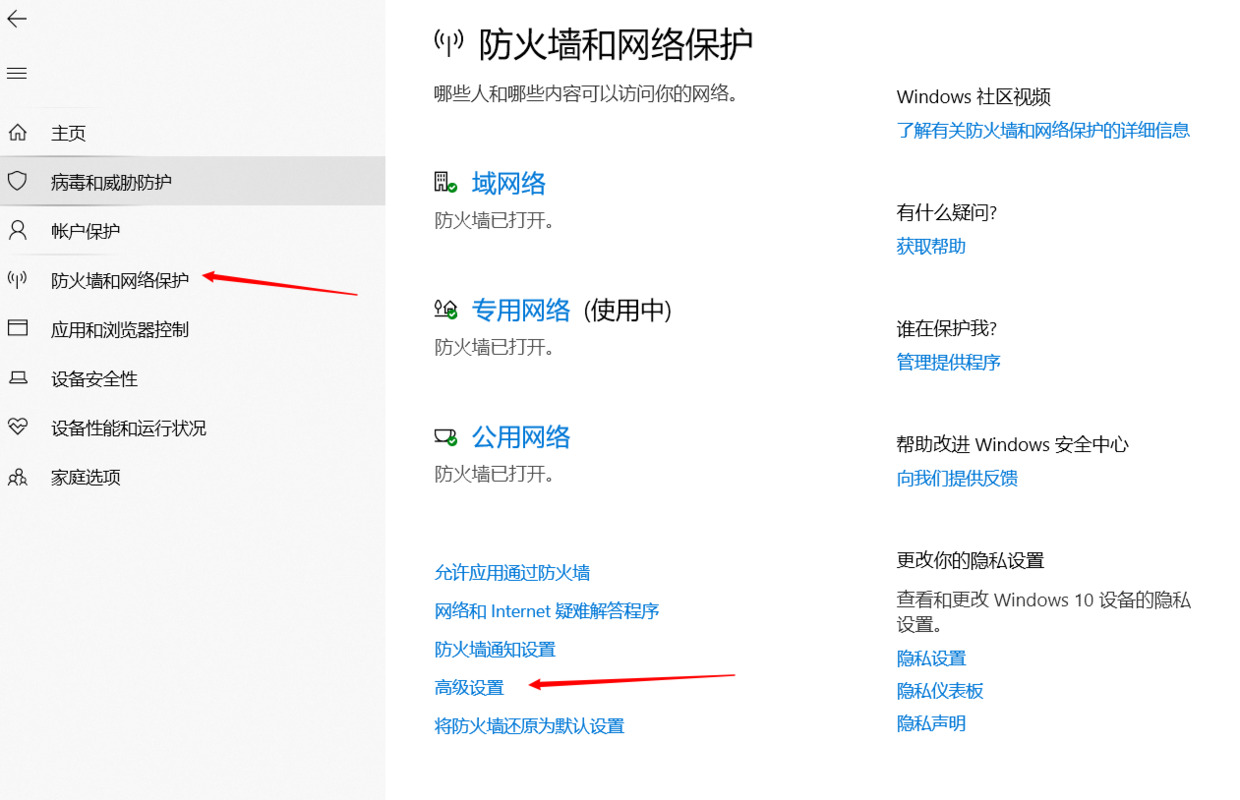 主页
病毒和威胁防护
帐户保护
防火墙和网络保护
应用和浏览器控制
设备安全性
设备性能和运行状况
家庭选项
防火墙和网络保护
哪些人和哪些内容可以访问你的网络。
域网络
防火墙已打开。
专用网络 (使用中)
防火墙已打开。
公用网络
防火墙已打开。
允许应用通过防火墙
网络和 Internet 疑难解答程序
防火墙通知设置
高级设置
将防火墙还原为默认设置
Windows 社区视频
了解有关防火墙和网络保护的详细信息
有什么疑问?
获取帮助
谁在保护我?
管理提供程序
帮助改进 Windows 安全中心
向我们提供反馈
更改你的隐私设置
查看和更改 Windows 10 设备的隐私
设置。
隐私设置
隐私仪表板
隐私声明